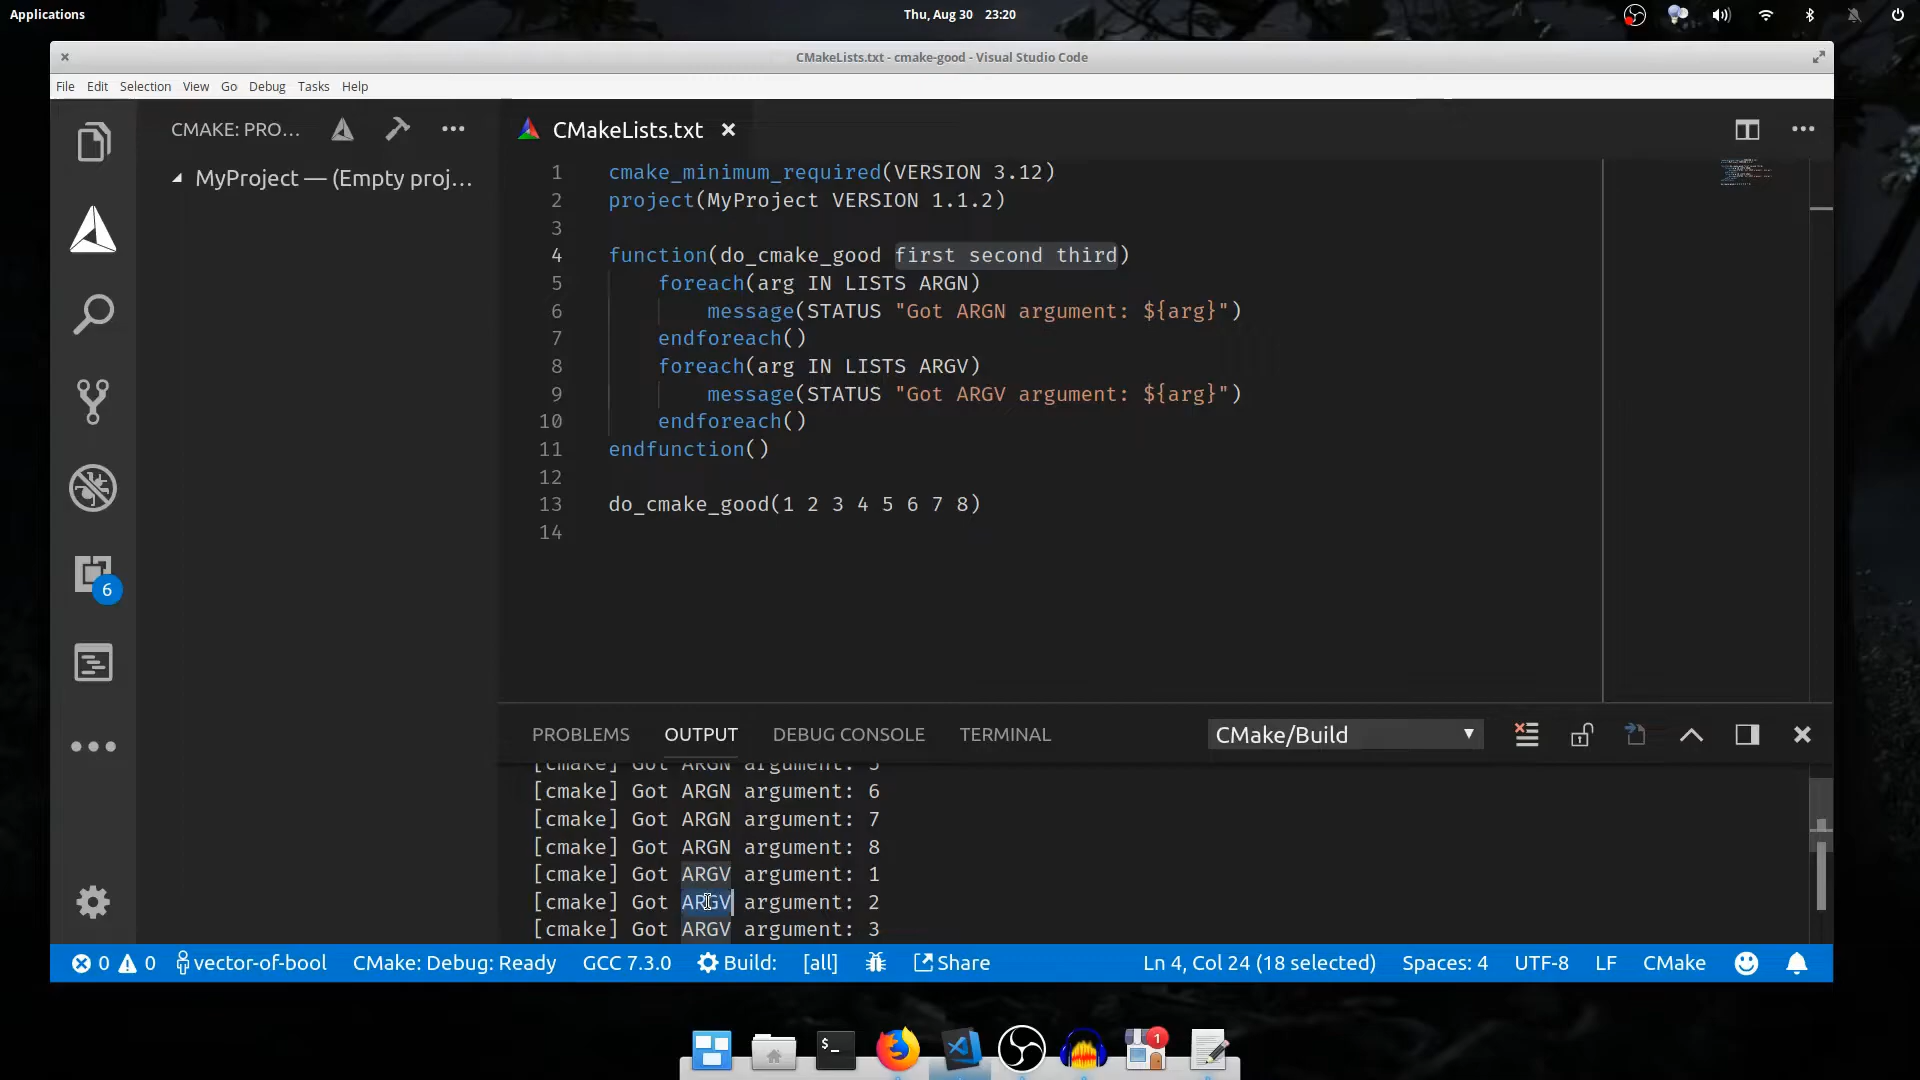 Applications
Thu, Aug 30 23:20
CMakeLists.txt - cmake-good - Visual Studio Code
File Edit Selection View Go Debug Tasks Help
CMAKE: PRO...
MyProject — (Empty proj...
6
CMakeLists.txt
1 cmake_minimum_required(VERSION 3.12)
2 project(MyProject VERSION 1.1.2)
3
4 function(do_cmake_good first second third)
5 foreach(arg IN LISTS ARGN)
6 message(STATUS "Got ARGN argument: ${arg}")
7 endforeach()
8 foreach(arg IN LISTS ARGV)
9 message(STATUS "Got ARGV argument: ${arg}")
10 endforeach()
11 endfunction()
12
13 do_cmake_good(1 2 3 4 5 6 7 8)
14
PROBLEMS OUTPUT DEBUG CONSOLE TERMINAL CMake/Build
[cmake] Got ARGN argument: 5
[cmake] Got ARGN argument: 6
[cmake] Got ARGN argument: 7
[cmake] Got ARGN argument: 8
[cmake] Got ARGV argument: 1
[cmake] Got ARGV argument: 2
[cmake] Got ARGV argument: 3
0 0 vector-of-bool CMake: Debug: Ready GCC 7.3.0 Build: [all] Share Ln 4, Col 24 (18 selected) Spaces: 4 UTF-8 LF CMake
$_
1